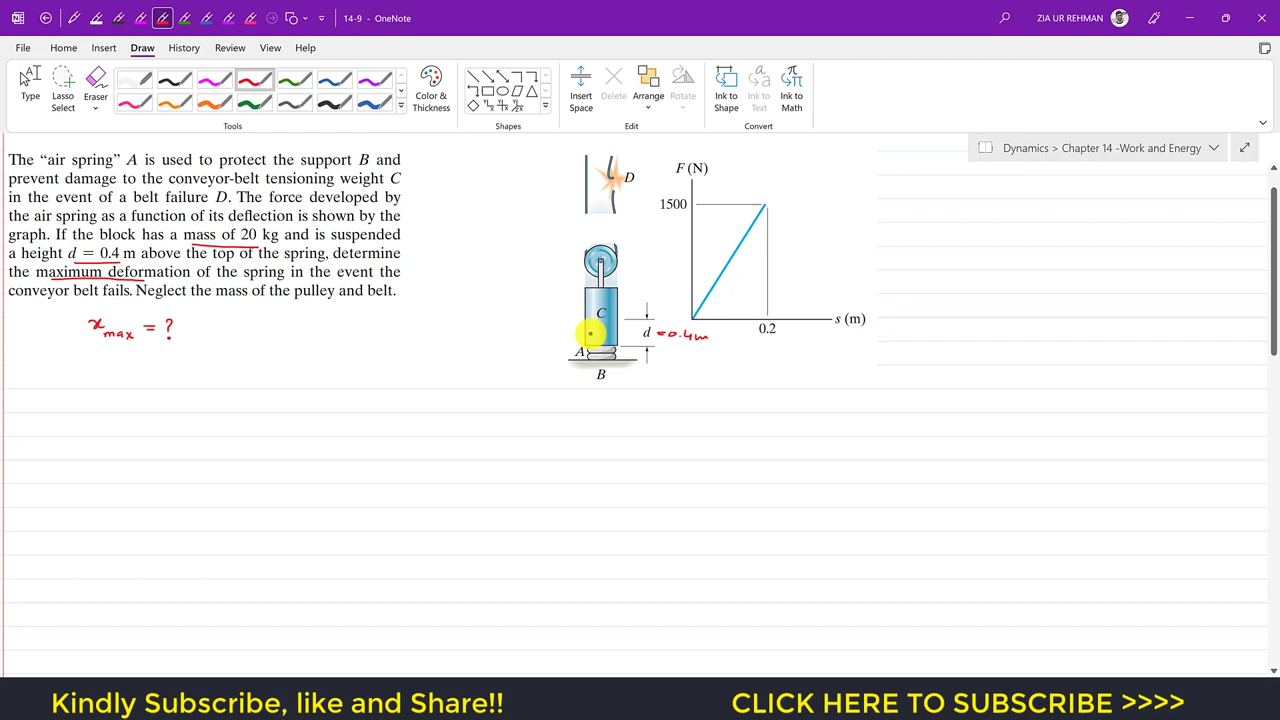 14-9 - OneNote
ZIA UR REHMAN
File Home Insert Draw History Review View Help
Type
Lasso Select
Eraser
Color & Thickness
Insert Space
Delete
Arrange
Rotate
Ink to Shape
Ink to Text
Ink to Math
Tools
Shapes
Edit
Convert
Dynamics > Chapter 14 -Work and Energy
The “air spring” A is used to protect the support B and
prevent damage to the conveyor-belt tensioning weight C
in the event of a belt failure D. The force developed by
the air spring as a function of its deflection is shown by the
graph. If the block has a mass of 20 kg and is suspended
a height d = 0.4 m above the top of the spring, determine
the maximum deformation of the spring in the event the
conveyor belt fails. Neglect the mass of the pulley and belt.
x max = ?
D
F (N)
1500
C
d = 0.4m
s (m)
0.2
A
B
Kindly Subscribe, like and Share!!
CLICK HERE TO SUBSCRIBE >>>>